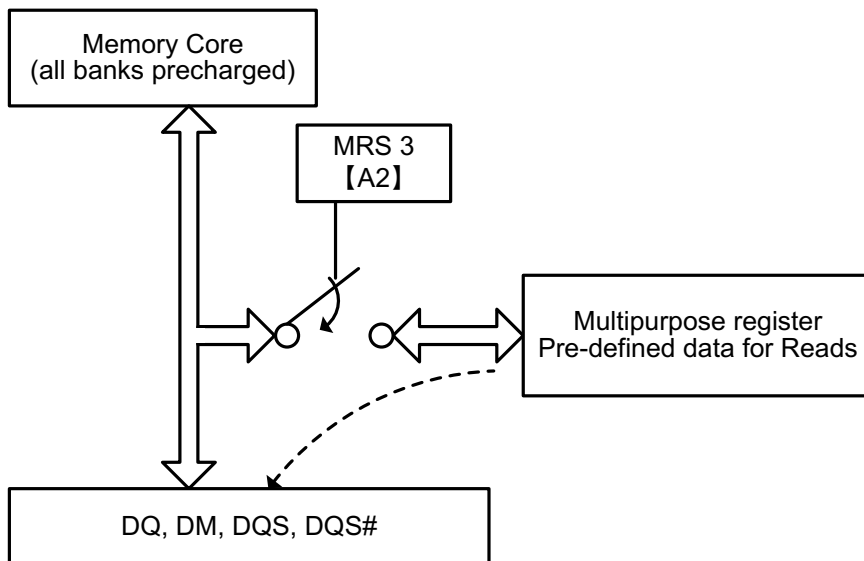 Memory Core
(all banks precharged)
MRS 3
【A2】
Multipurpose register
Pre-defined data for Reads
DQ, DM, DQS, DQS#